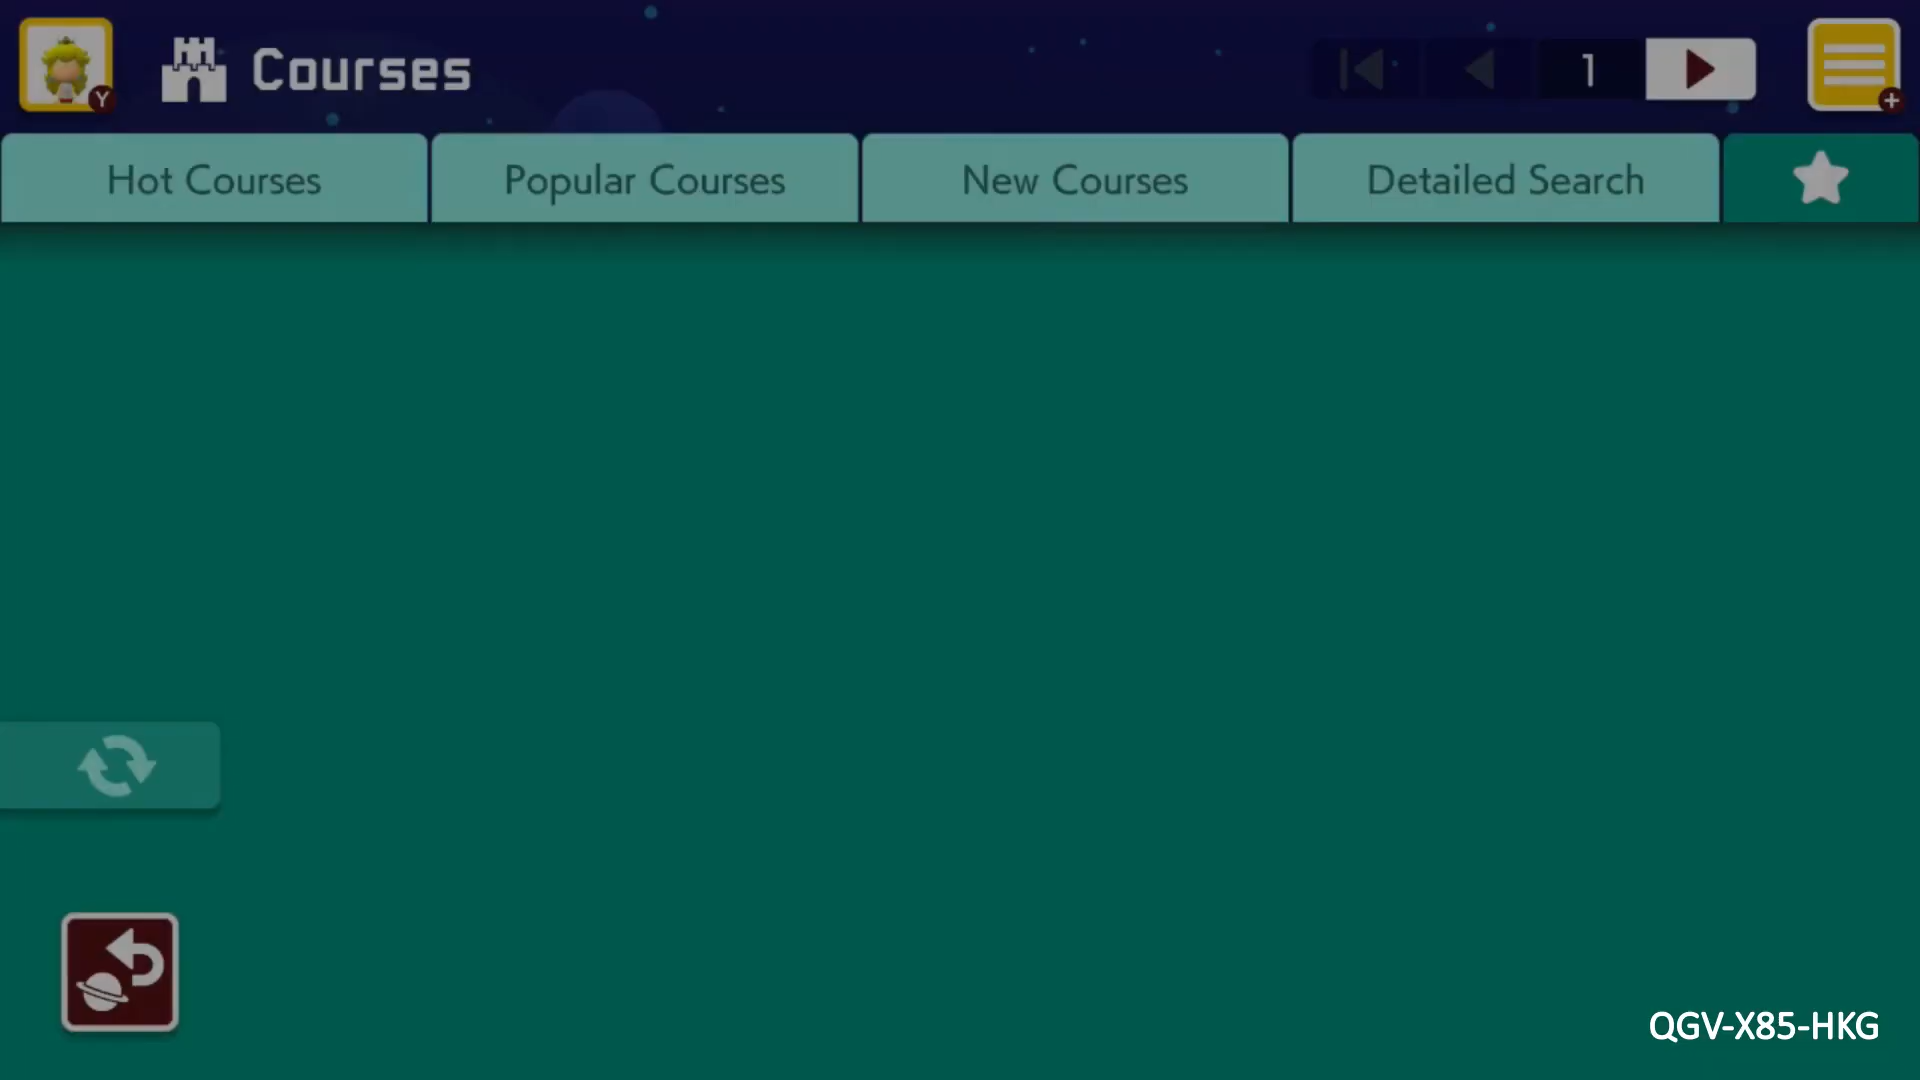 Y
Courses
1
+
Hot Courses
Popular Courses
New Courses
Detailed Search
QGV-X85-HKG